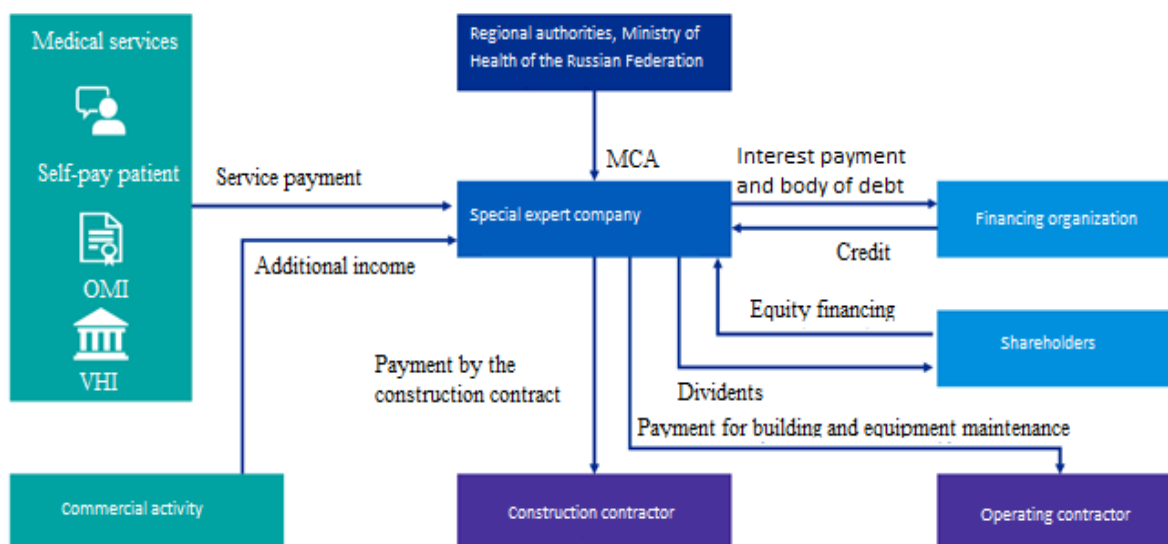 Medical services
Self-pay patient
OMI
VHI
Regional authorities, Ministry of
Health of the Russian Federation
MCA
Service payment
Special expert company
Interest payment
and body of debt
Financing organization
Credit
Additional income
Equity financing
Shareholders
Payment by the
construction contract
Dividents
Payment for building and equipment maintenance
Commercial activity
Construction contractor
Operating contractor